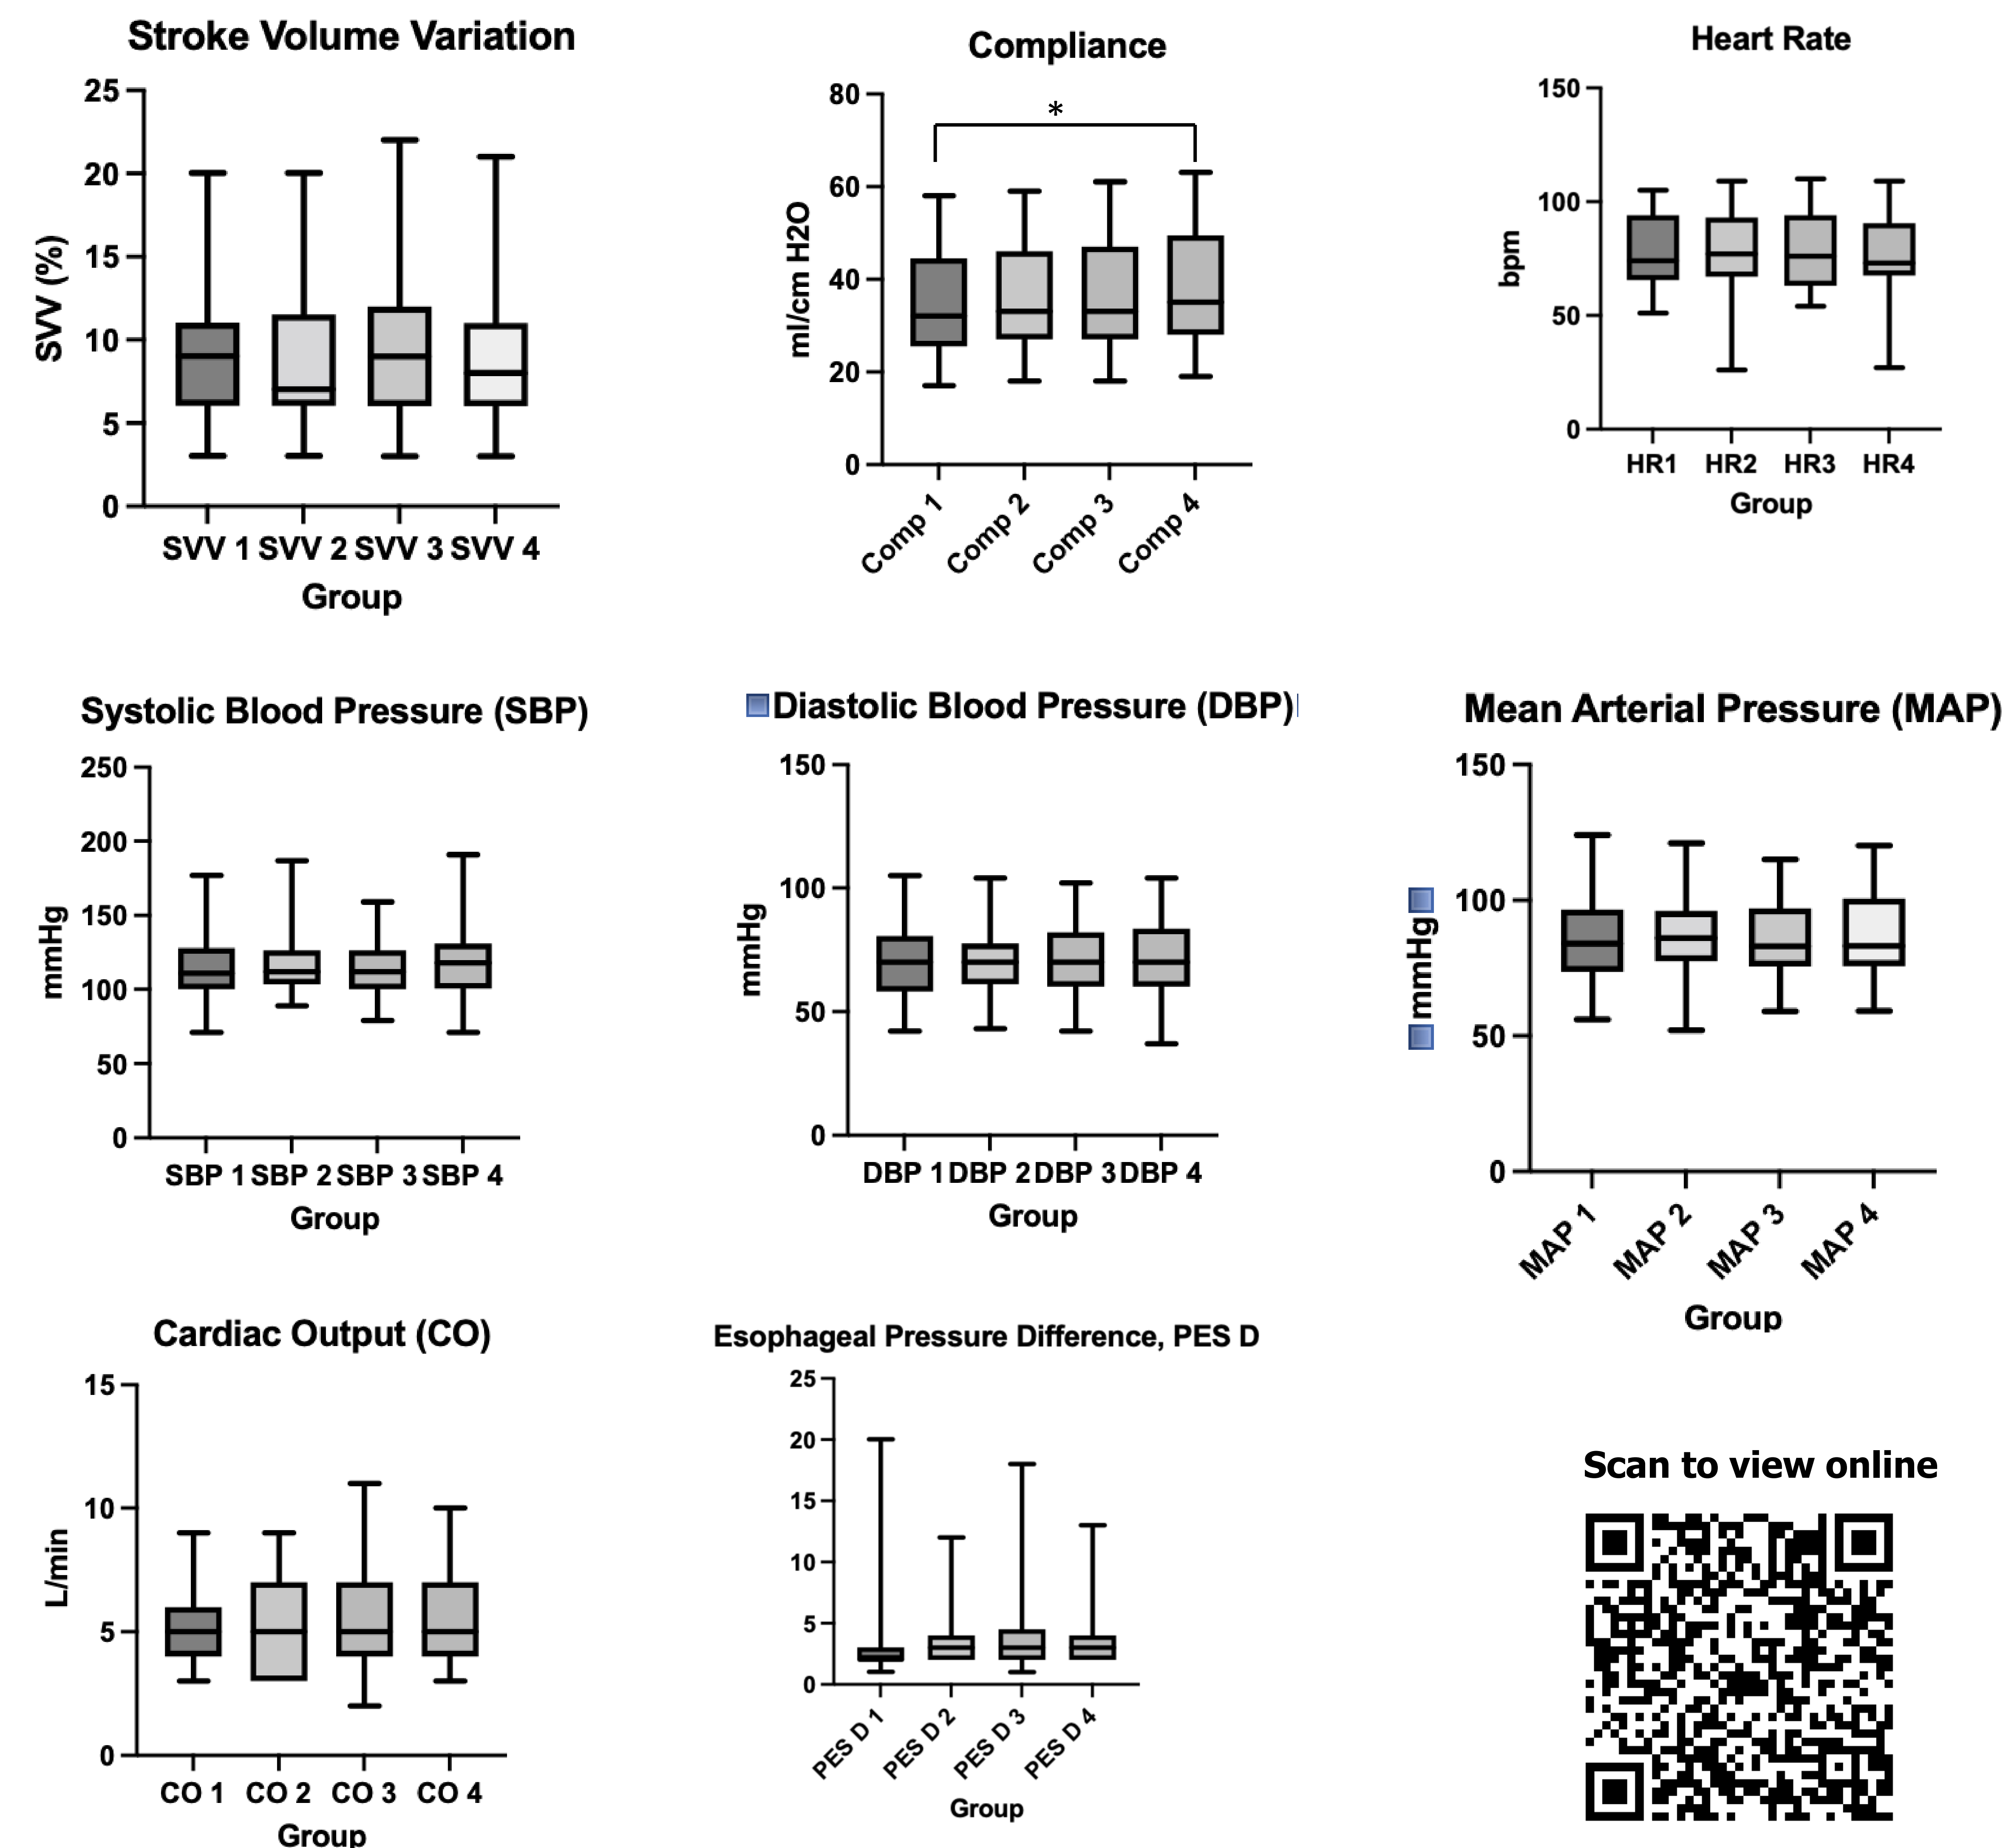 Stroke Volume Variation
25
20
15
10
5
0
SVV (%)
SVV 1 SVV 2 SVV 3 SVV 4
Group
Compliance
*
80
60
40
20
0
ml/cm H2O
Comp 1 Comp 2 Comp 3 Comp 4
Heart Rate
150
100
50
0
bpm
HR1 HR2 HR3 HR4
Group
Systolic Blood Pressure (SBP)
250
200
150
100
50
0
mmHg
SBP 1 SBP 2 SBP 3 SBP 4
Group
Diastolic Blood Pressure (DBP)
150
100
50
0
mmHg
DBP 1 DBP 2 DBP 3 DBP 4
Group
Mean Arterial Pressure (MAP)
150
100
50
0
mmHg
MAP 1 MAP 2 MAP 3 MAP 4
Group
Cardiac Output (CO)
15
10
5
0
L/min
CO 1 CO 2 CO 3 CO 4
Group
Esophageal Pressure Difference, PES D
25
20
15
10
5
0
PES D 1 PES D 2 PES D 3 PES D 4
Group
Scan to view online